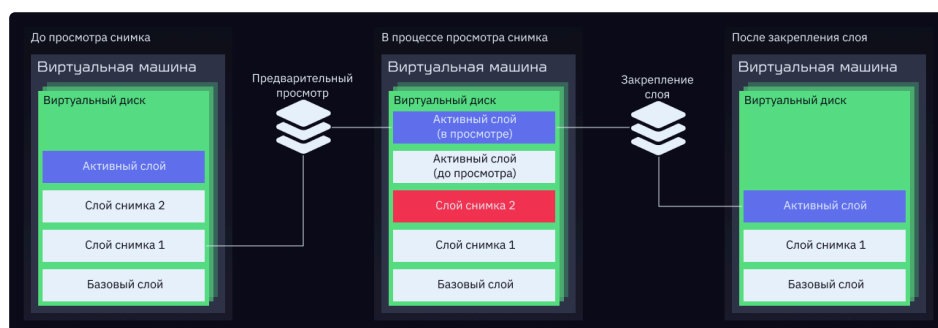 До просмотра снимка
Виртуальная машина
Виртуальный диск
Активный слой
Слой снимка 2
Слой снимка 1
Базовый слой
Предварительный
просмотр
В процессе просмотра снимка
Виртуальная машина
Виртуальный диск
Активный слой
(в просмотре)
Активный слой
(до просмотра)
Слой снимка 2
Слой снимка 1
Базовый слой
Закрепление
слоя
После закрепления слоя
Виртуальная машина
Виртуальный диск
Активный слой
Слой снимка 1
Базовый слой